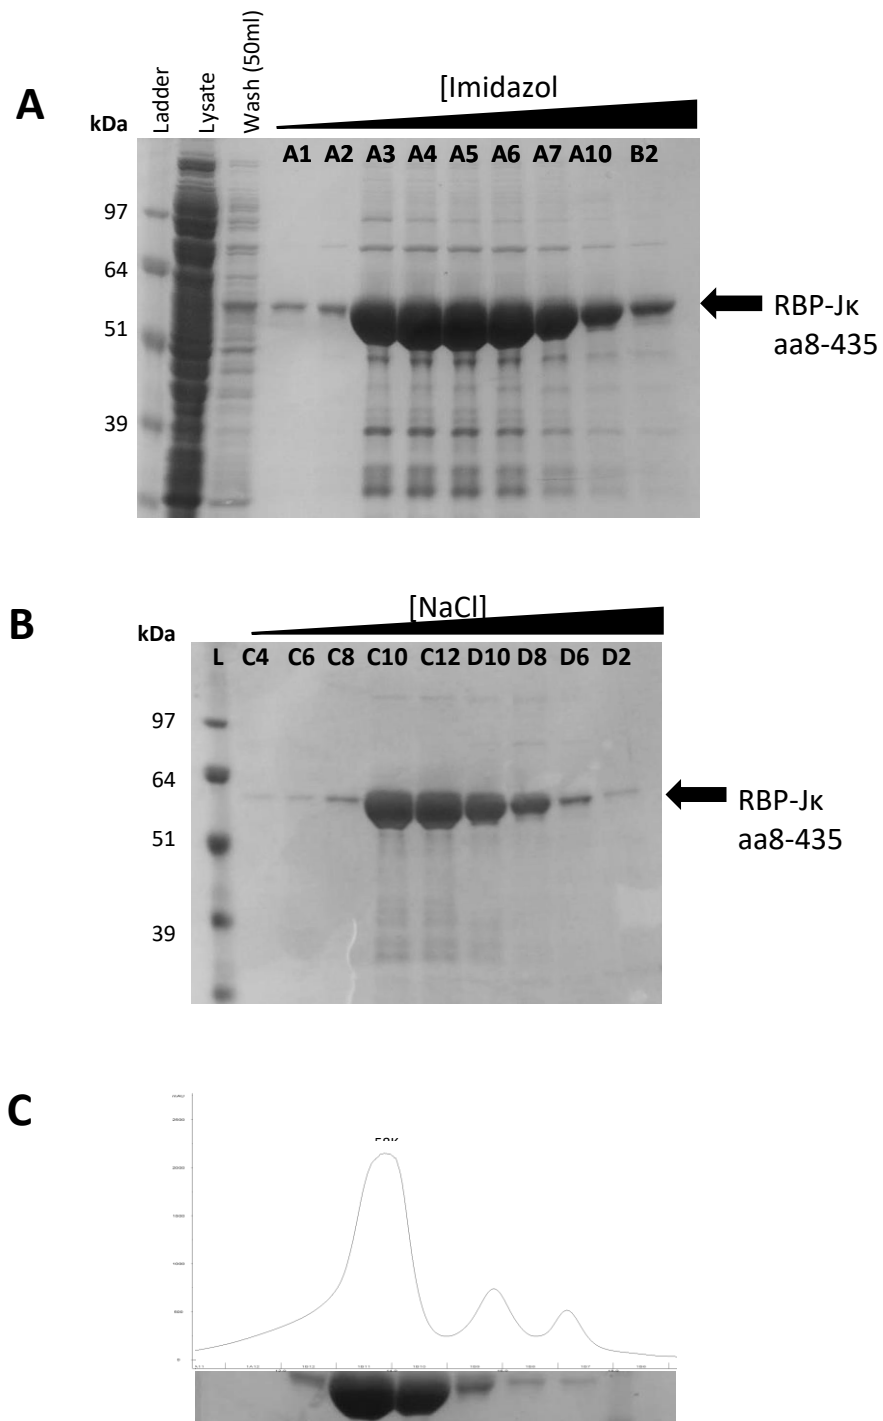 A
kDa
Ladder
Lysate
Wash (50ml)
[Imidazol
A1 A2 A3 A4 A5 A6 A7 A10 B2
97
64
51
39
RBP-Jκ
aa8-435
B
kDa
[NaCl]
L C4 C6 C8 C10 C12 D10 D8 D6 D2
97
64
51
39
RBP-Jκ
aa8-435
C